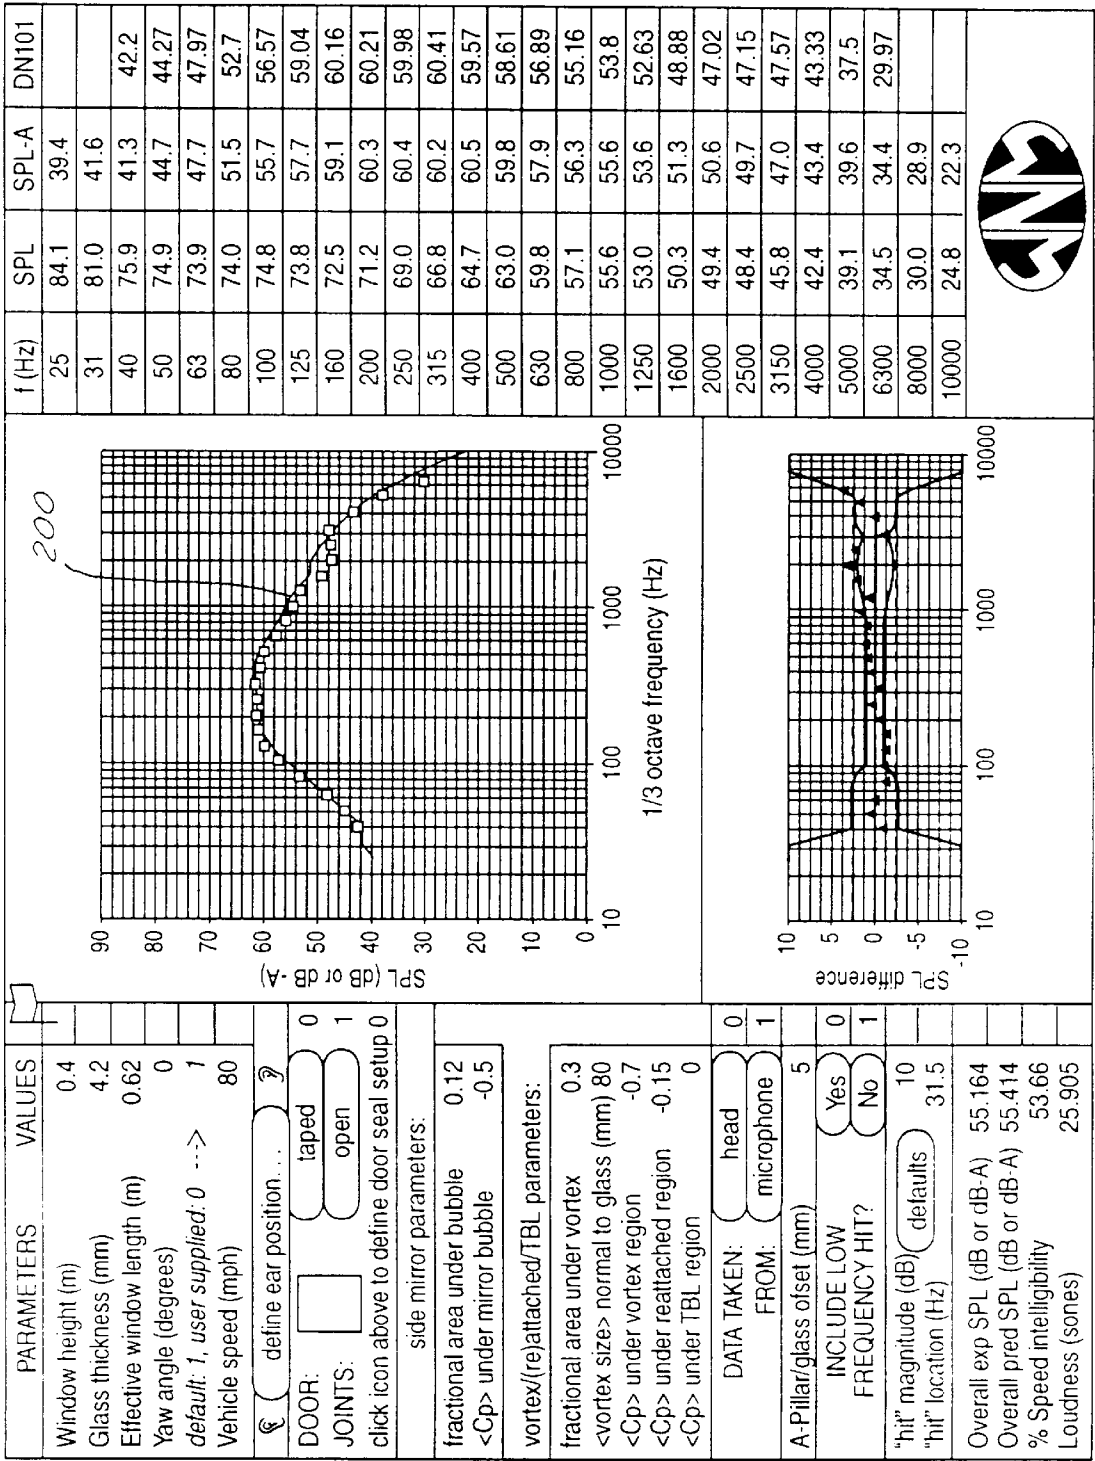 PARAMETERS VALUES
Window height (m) 0.4
Glass thickness (mm) 4.2
Effective window length (m) 0.62
Yaw angle (degrees) 0
default: 1, user supplied: 0 ---> 1
Vehicle speed (mph) 80
define ear position...
DOOR: taped 0
JOINTS: open 1
click icon above to define door seal setup 0
side mirror parameters:
fractional area under bubble 0.12
<Cp> under mirror bubble -0.5
vortex/(re)attached/TBL parameters:
fractional area under vortex 0.3
<vortex size> normal to glass (mm) 80
<Cp> under vortex region -0.7
<Cp> under reattached region -0.15
<Cp> under TBL region 0
DATA TAKEN: head 0
FROM: microphone 1
A-Pillar/glass ofset (mm) 5
INCLUDE LOW Yes 0
FREQUENCY HIT? No 1
"hit" magnitude (dB) defaults 10
"hit" location (Hz) 31.5
Overall exp SPL (dB or dB-A) 55.164
Overall pred SPL (dB or dB-A) 55.414
% Speed intelligibility 53.66
Loudness (sones) 25.905
200
SPL (dB or dB -A)
90
80
70
60
50
40
30
20
10
0
10 100 1000 10000
1/3 octave frequency (Hz)
SPL difference
10
5
0
-5
-10
10 100 1000 10000
f (Hz) SPL SPL-A DN101
25 84.1 39.4
31 81.0 41.6
40 75.9 41.3 42.2
50 74.9 44.7 44.27
63 73.9 47.7 47.97
80 74.0 51.5 52.7
100 74.8 55.7 56.57
125 73.8 57.7 59.04
160 72.5 59.1 60.16
200 71.2 60.3 60.21
250 69.0 60.4 59.98
315 66.8 60.2 60.41
400 64.7 60.5 59.57
500 63.0 59.8 58.61
630 59.8 57.9 56.89
800 57.1 56.3 55.16
1000 55.6 55.6 53.8
1250 53.0 53.6 52.63
1600 50.3 51.3 48.88
2000 49.4 50.6 47.02
2500 48.4 49.7 47.15
3150 45.8 47.0 47.57
4000 42.4 43.4 43.33
5000 39.1 39.6 37.5
6300 34.5 34.4 29.97
8000 30.0 28.9
10000 24.8 22.3